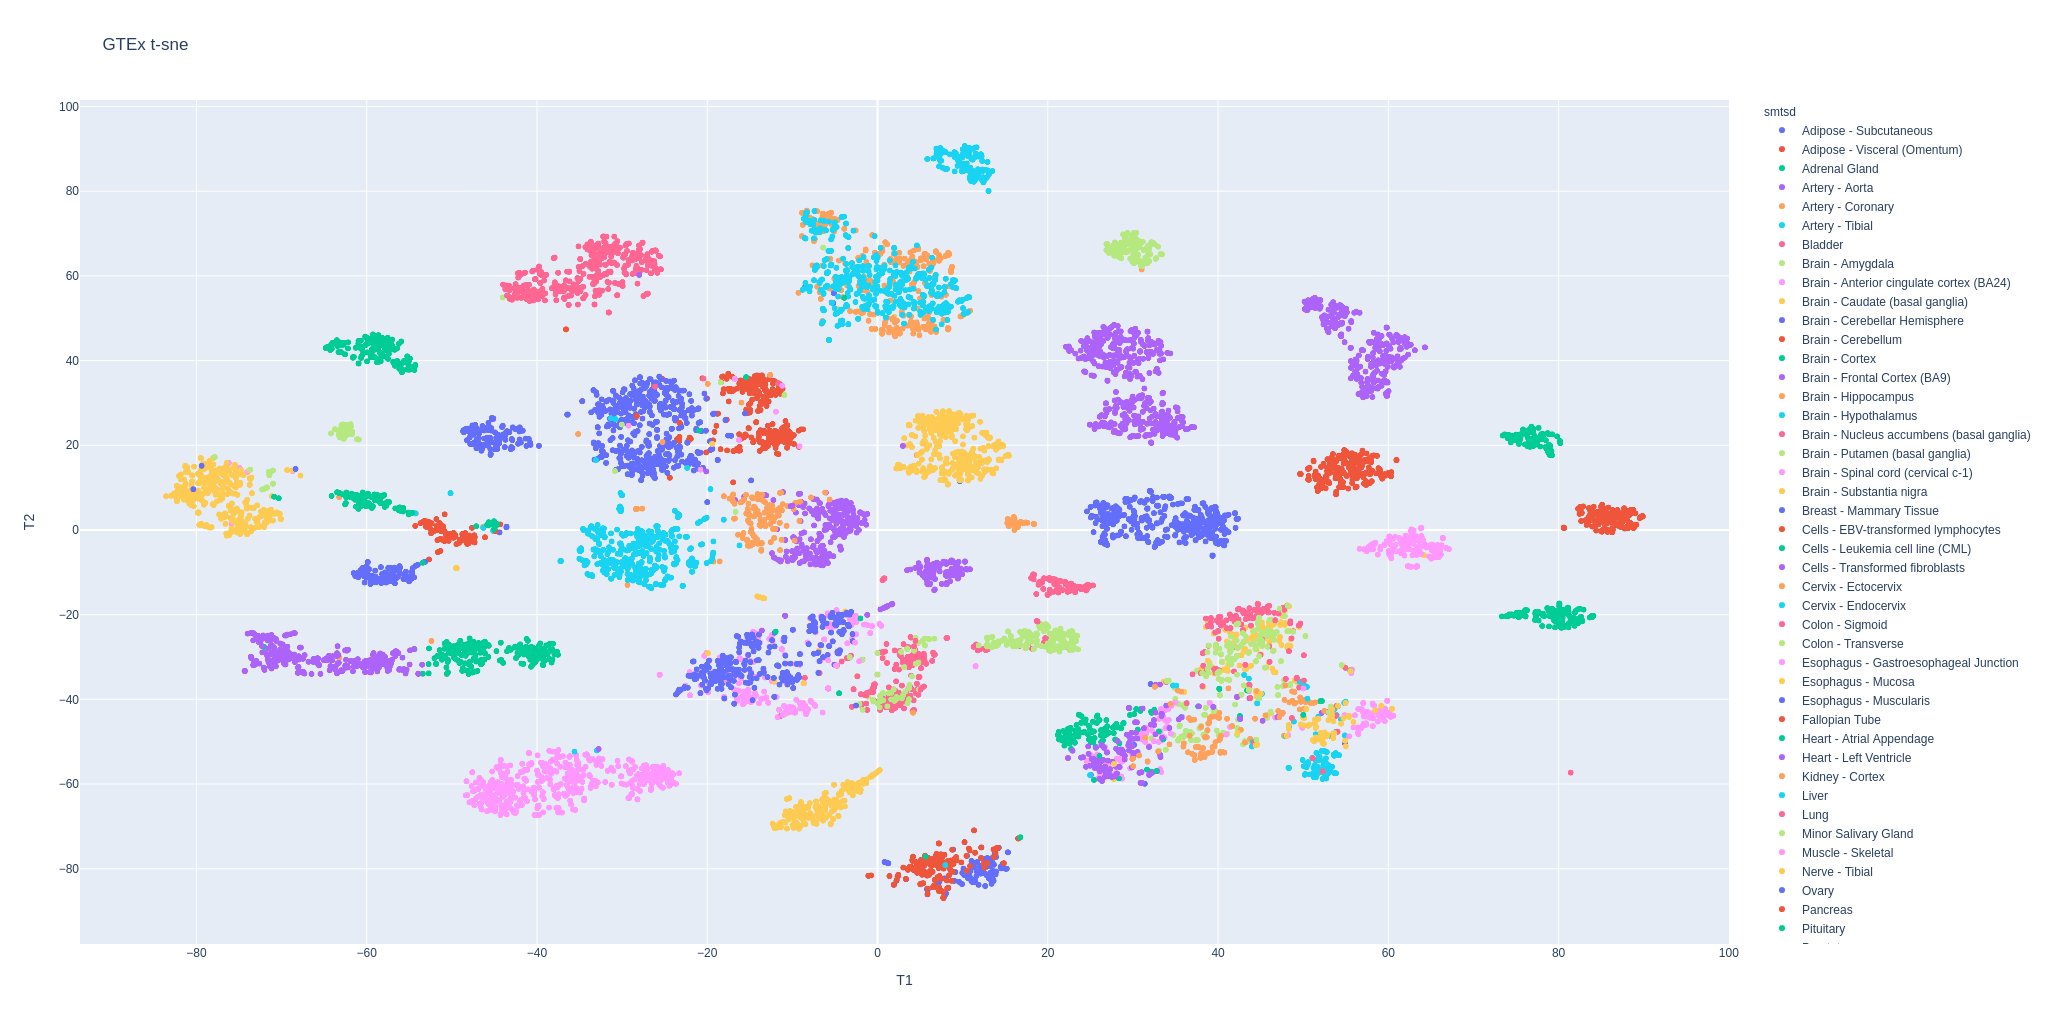 GTEx t-sne
100
80
60
40
20
0
−20
−40
−60
−80
T2
−80
−60
−40
−20
0
20
40
60
80
100
T1
smtsd
Adipose - Subcutaneous
Adipose - Visceral (Omentum)
Adrenal Gland
Artery - Aorta
Artery - Coronary
Artery - Tibial
Bladder
Brain - Amygdala
Brain - Anterior cingulate cortex (BA24)
Brain - Caudate (basal ganglia)
Brain - Cerebellar Hemisphere
Brain - Cerebellum
Brain - Cortex
Brain - Frontal Cortex (BA9)
Brain - Hippocampus
Brain - Hypothalamus
Brain - Nucleus accumbens (basal ganglia)
Brain - Putamen (basal ganglia)
Brain - Spinal cord (cervical c-1)
Brain - Substantia nigra
Breast - Mammary Tissue
Cells - EBV-transformed lymphocytes
Cells - Leukemia cell line (CML)
Cells - Transformed fibroblasts
Cervix - Ectocervix
Cervix - Endocervix
Colon - Sigmoid
Colon - Transverse
Esophagus - Gastroesophageal Junction
Esophagus - Mucosa
Esophagus - Muscularis
Fallopian Tube
Heart - Atrial Appendage
Heart - Left Ventricle
Kidney - Cortex
Liver
Lung
Minor Salivary Gland
Muscle - Skeletal
Nerve - Tibial
Ovary
Pancreas
Pituitary